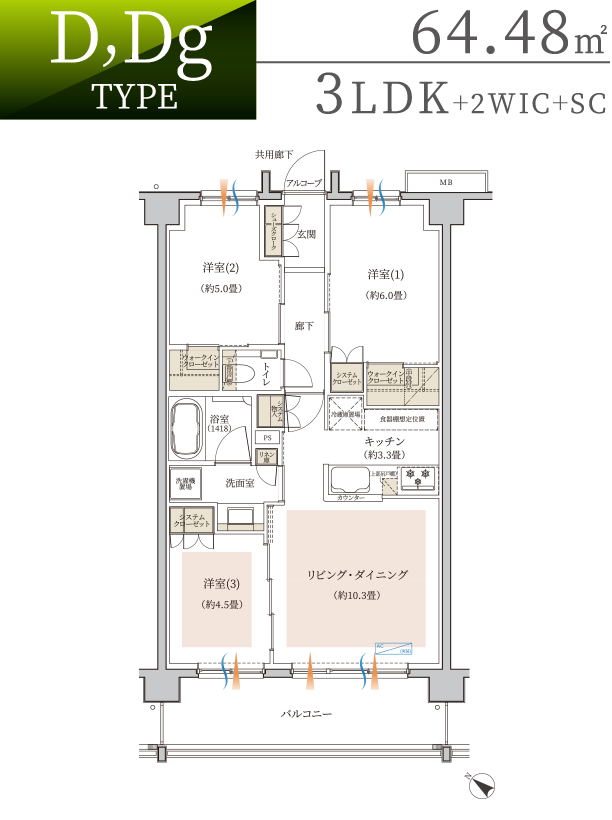 D,Dg
TYPE
64.48㎡
3LDK+2WIC+SC
共用廊下
アルコーブ
MB
シューズクローク
玄関
洋室(2)
(約5.0畳)
洋室(1)
(約6.0畳)
廊下
ウォークイン
クローゼット
トイレ
システム
クローゼット
ウォークイン
クローゼット
浴室
(1418)
システム
物入
冷蔵庫置場
食器棚想定位置
PS
キッチン
(約3.3畳)
リネン
庫
洗濯機
置場
洗面室
カウンター
システム
クローゼット
洋室(3)
(約4.5畳)
リビング・ダイニング
(約10.3畳)
AC
バルコニー
N